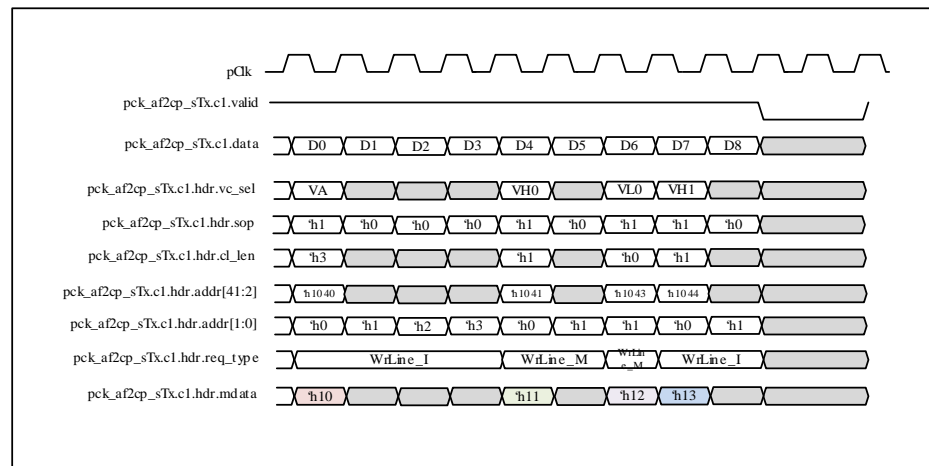 pClk
pck_af2cp_sTx.c1.valid
pck_af2cp_sTx.c1.data D0 D1 D2 D3 D4 D5 D6 D7 D8
pck_af2cp_sTx.c1.hdr.vc_sel VA VH0 VL0 VH1
pck_af2cp_sTx.c1.hdr.sop 'h1 'h0 'h0 'h0 'h1 'h0 'h1 'h1 'h0
pck_af2cp_sTx.c1.hdr.cl_len 'h3 'h1 'h0 'h1
pck_af2cp_sTx.c1.hdr.addr[41:2] 'h1040 'h1041 'h1043 'h1044
pck_af2cp_sTx.c1.hdr.addr[1:0] 'h0 'h1 'h2 'h3 'h0 'h1 'h1 'h0 'h1
pck_af2cp_sTx.c1.hdr.req_type WrLine_I WrLine_M WrLine_M WrLine_I
pck_af2cp_sTx.c1.hdr.mdata 'h10 'h11 'h12 'h13